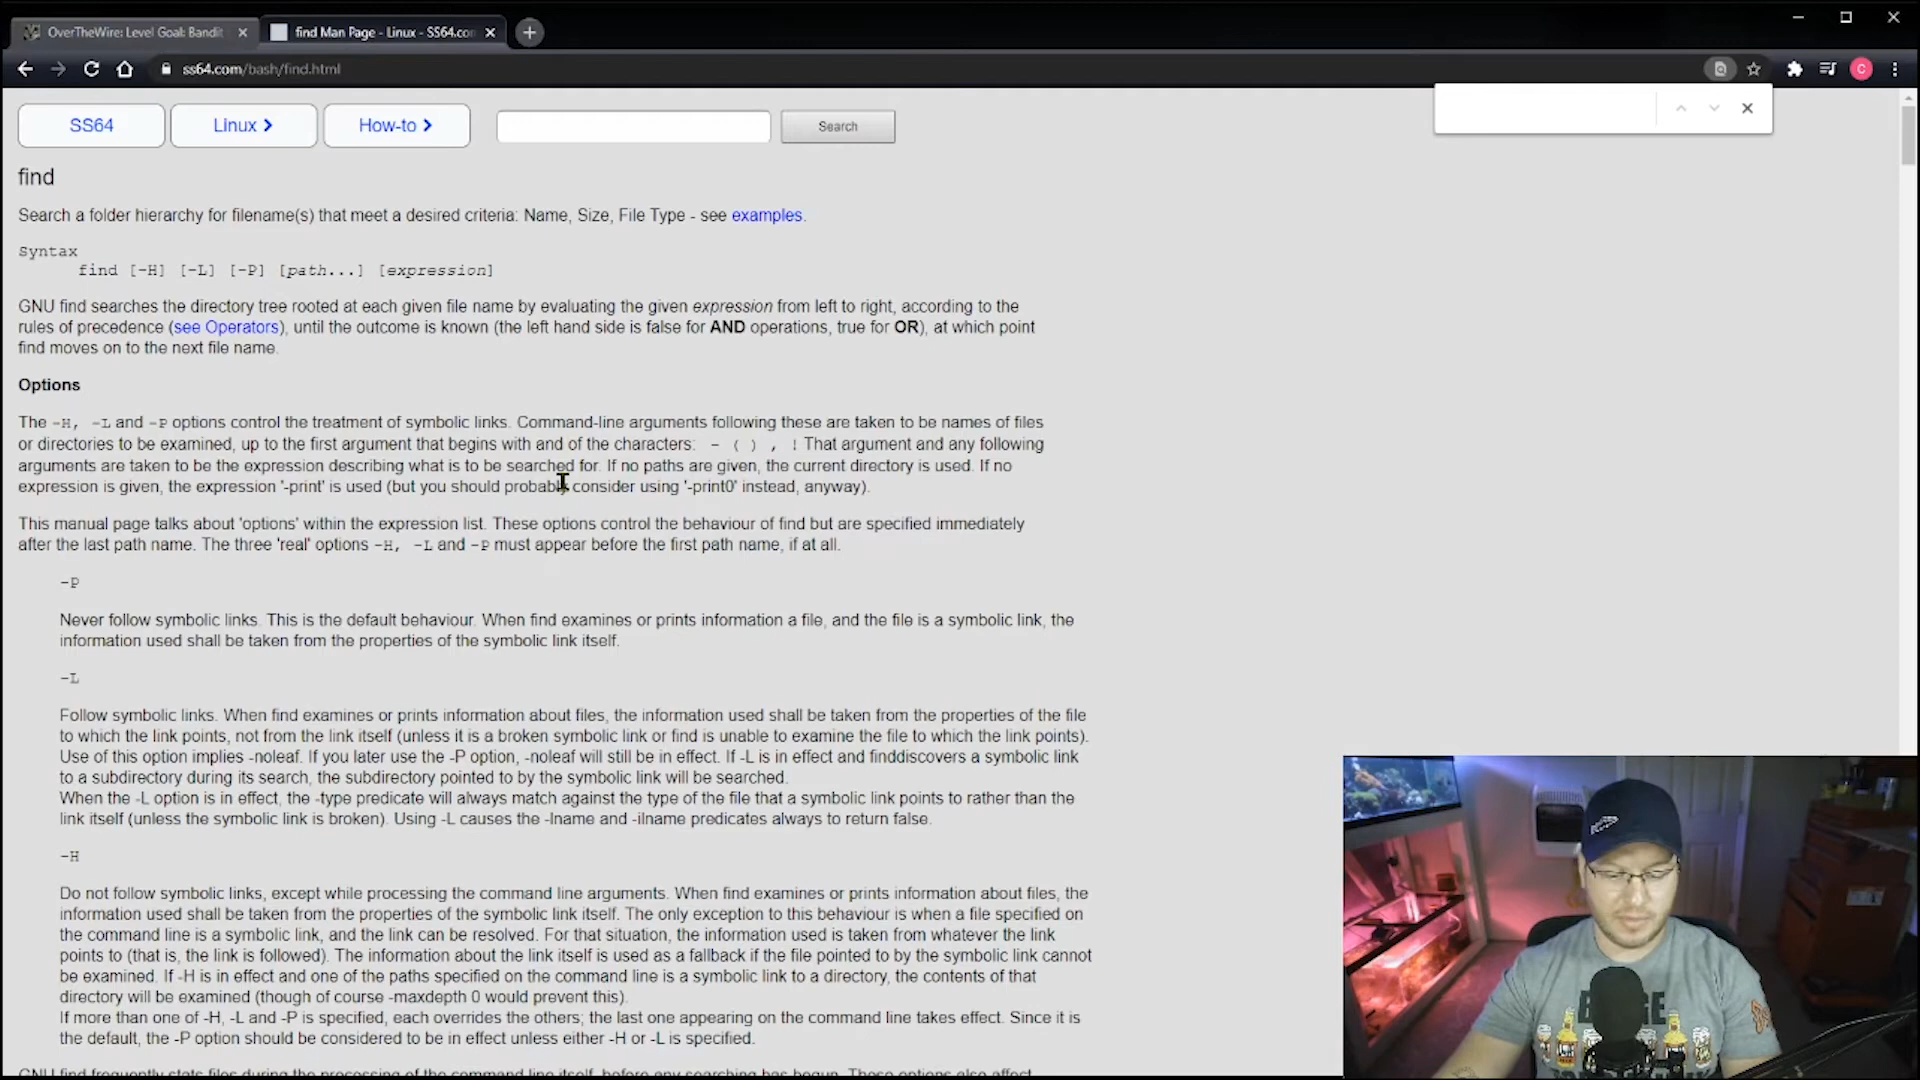 OverTheWire: Level Goal: Bandit
find Man Page - Linux - SS64.com
ss64.com/bash/find.html
C
SS64
Linux
How-to
Search
find
Search a folder hierarchy for filename(s) that meet a desired criteria: Name, Size, File Type - see examples.
Syntax
find [-H] [-L] [-P] [path...] [expression]
GNU find searches the directory tree rooted at each given file name by evaluating the given expression from left to right, according to the
rules of precedence (see Operators), until the outcome is known (the left hand side is false for AND operations, true for OR), at which point
find moves on to the next file name.
Options
The -H, -L and -P options control the treatment of symbolic links. Command-line arguments following these are taken to be names of files
or directories to be examined, up to the first argument that begins with and of the characters: - ( ) , ! That argument and any following
arguments are taken to be the expression describing what is to be searched for. If no paths are given, the current directory is used. If no
expression is given, the expression '-print' is used (but you should probably consider using '-print0' instead, anyway).
This manual page talks about 'options' within the expression list. These options control the behaviour of find but are specified immediately
after the last path name. The three 'real' options -H, -L and -P must appear before the first path name, if at all.
-P
Never follow symbolic links. This is the default behaviour. When find examines or prints information a file, and the file is a symbolic link, the
information used shall be taken from the properties of the symbolic link itself.
-L
Follow symbolic links. When find examines or prints information about files, the information used shall be taken from the properties of the file
to which the link points, not from the link itself (unless it is a broken symbolic link or find is unable to examine the file to which the link points).
Use of this option implies -noleaf. If you later use the -P option, -noleaf will still be in effect. If -L is in effect and finddiscovers a symbolic link
to a subdirectory during its search, the subdirectory pointed to by the symbolic link will be searched.
When the -L option is in effect, the -type predicate will always match against the type of the file that a symbolic link points to rather than the
link itself (unless the symbolic link is broken). Using -L causes the -lname and -ilname predicates always to return false.
-H
Do not follow symbolic links, except while processing the command line arguments. When find examines or prints information about files, the
information used shall be taken from the properties of the symbolic link itself. The only exception to this behaviour is when a file specified on
the command line is a symbolic link, and the link can be resolved. For that situation, the information used is taken from whatever the link
points to (that is, the link is followed). The information about the link itself is used as a fallback if the file pointed to by the symbolic link cannot
be examined. If -H is in effect and one of the paths specified on the command line is a symbolic link to a directory, the contents of that
directory will be examined (though of course -maxdepth 0 would prevent this).
If more than one of -H, -L and -P is specified, each overrides the others; the last one appearing on the command line takes effect. Since it is
the default, the -P option should be considered to be in effect unless either -H or -L is specified.
GNU find frequently stats files during the processing of the command line itself, before any searching has begun. These options also affect